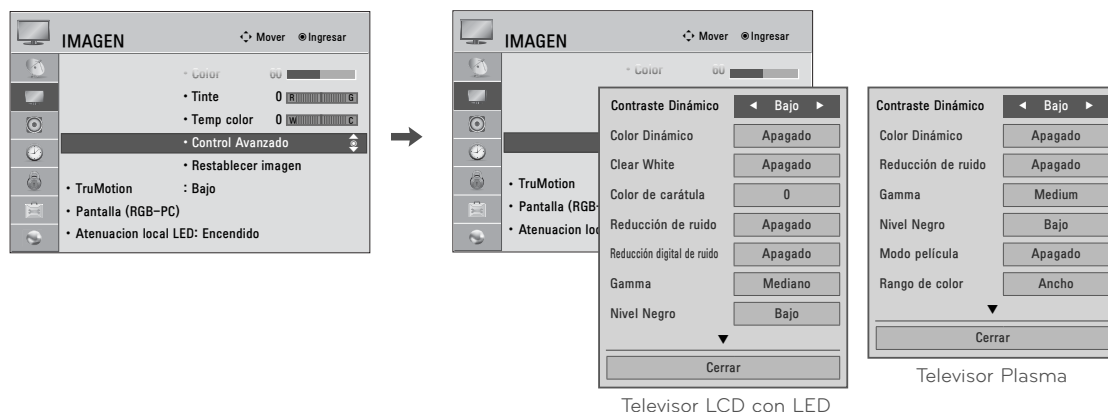 IMAGEN
Mover
Ingresar
• Color 60
• Tinte 0 R G
• Temp color 0 W C
• Control Avanzado
• Restablecer imagen
• TruMotion : Bajo
• Pantalla (RGB-PC)
• Atenuacion local LED: Encendido
IMAGEN
Mover
Ingresar
• Color 60
• TruMotion
• Pantalla (RGB-
• Atenuacion loc
Contraste Dinámico ◄ Bajo ►
Color Dinámico Apagado
Clear White Apagado
Color de carátula 0
Reducción de ruido Apagado
Reducción digital de ruido Apagado
Gamma Mediano
Nivel Negro Bajo
▼
Cerrar
Televisor LCD con LED
Contraste Dinámico ◄ Bajo ►
Color Dinámico Apagado
Reducción de ruido Apagado
Gamma Medium
Nivel Negro Bajo
Modo película Apagado
Rango de color Ancho
▼
Cerrar
Televisor Plasma